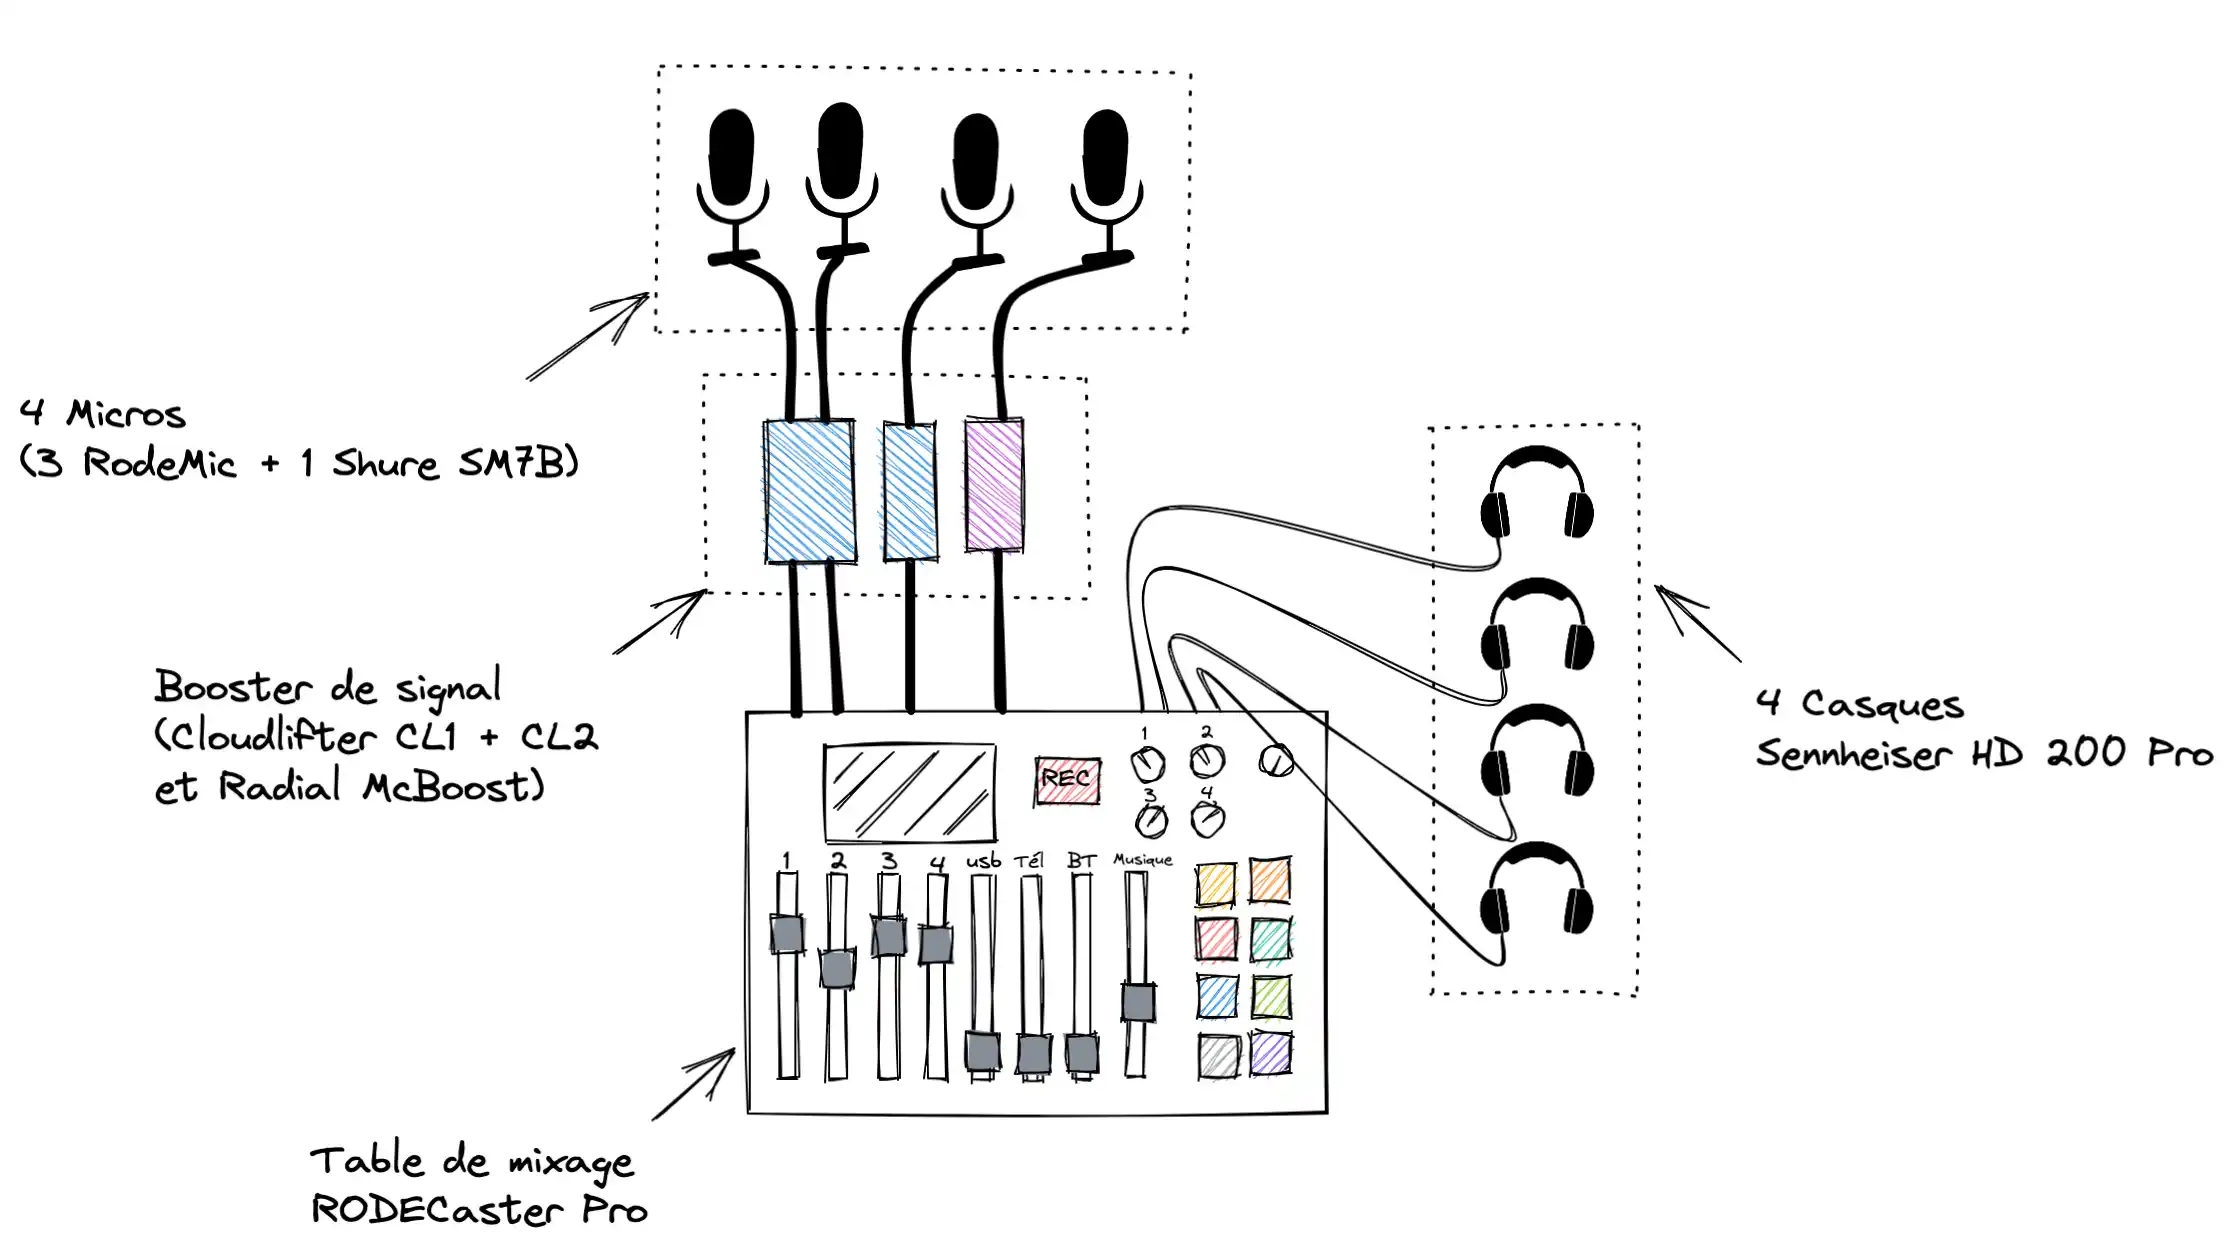 4 Micros
(3 RodeMic + 1 Shure SM7B)
Booster de signal
(Cloudlifter CL1 + CL2
et Radial McBoost)
4 Casques
Sennheiser HD 200 Pro
REC
1 2
3 4
1 2 3 4 usb Tél BT Musique
Table de mixage
RODECaster Pro